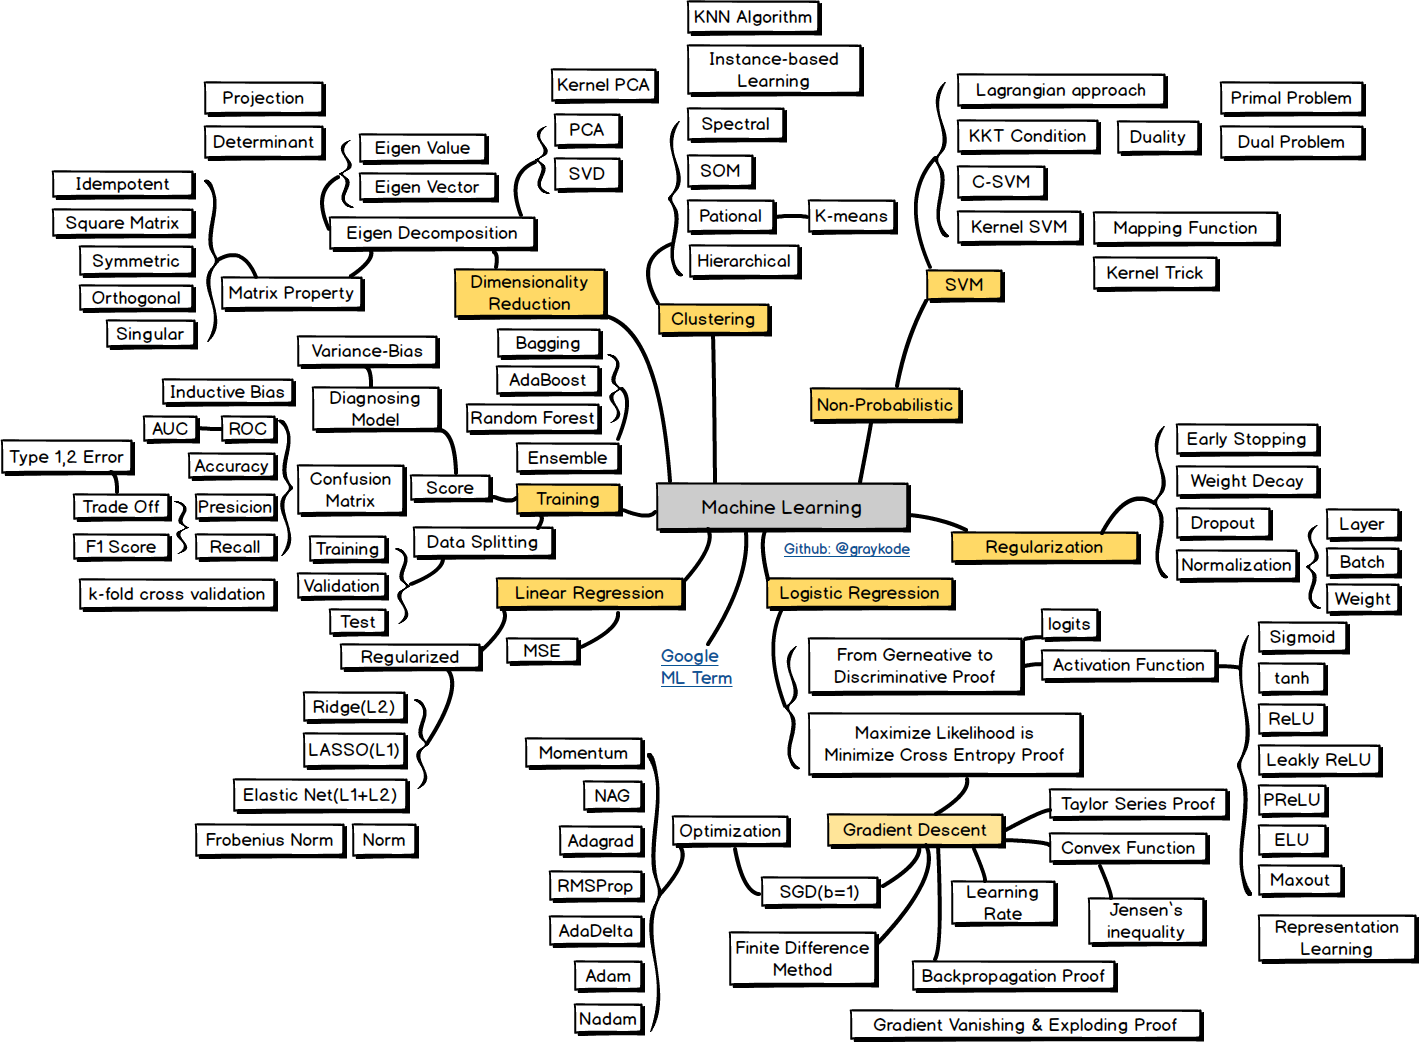 KNN Algorithm
Instance-based
Learning
Kernel PCA
PCA
SVD
Spectral
SOM
Pational
K-means
Hierarchical
Clustering
Lagrangian approach
KKT Condition
Duality
C-SVM
Kernel SVM
Mapping Function
Kernel Trick
Primal Problem
Dual Problem
SVM
Non-Probabilistic
Projection
Determinant
Eigen Value
Eigen Vector
Eigen Decomposition
Idempotent
Square Matrix
Symmetric
Orthogonal
Singular
Matrix Property
Dimensionality
Reduction
Variance-Bias
Diagnosing
Model
Bagging
AdaBoost
Random Forest
Ensemble
Inductive Bias
AUC
ROC
Type 1,2 Error
Accuracy
Trade Off
Presicion
F1 Score
Recall
Confusion
Matrix
Score
Training
Data Splitting
Training
Validation
Test
k-fold cross validation
Machine Learning
Github: @graykode
Early Stopping
Weight Decay
Dropout
Normalization
Layer
Batch
Weight
Regularization
Linear Regression
MSE
Regularized
Ridge(L2)
LASSO(L1)
Elastic Net(L1+L2)
Frobenius Norm
Norm
Google
ML Term
Logistic Regression
From Gerneative to
Discriminative Proof
logits
Activation Function
Sigmoid
tanh
ReLU
Leakly ReLU
PReLU
ELU
Maxout
Representation
Learning
Maximize Likelihood is
Minimize Cross Entropy Proof
Gradient Descent
Taylor Series Proof
Convex Function
Jensen`s
inequality
Learning
Rate
Optimization
SGD(b=1)
Momentum
NAG
Adagrad
RMSProp
AdaDelta
Adam
Nadam
Finite Difference
Method
Backpropagation Proof
Gradient Vanishing & Exploding Proof